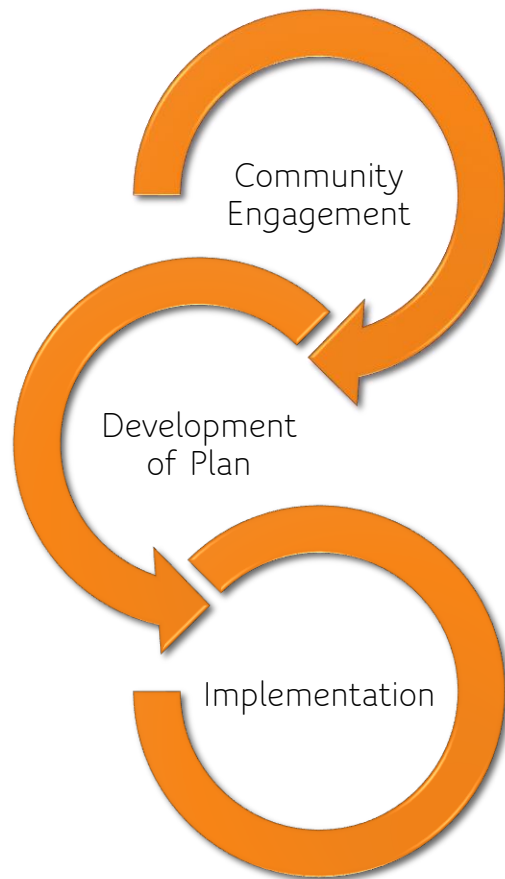 Community
Engagement
Development
of Plan
Implementation